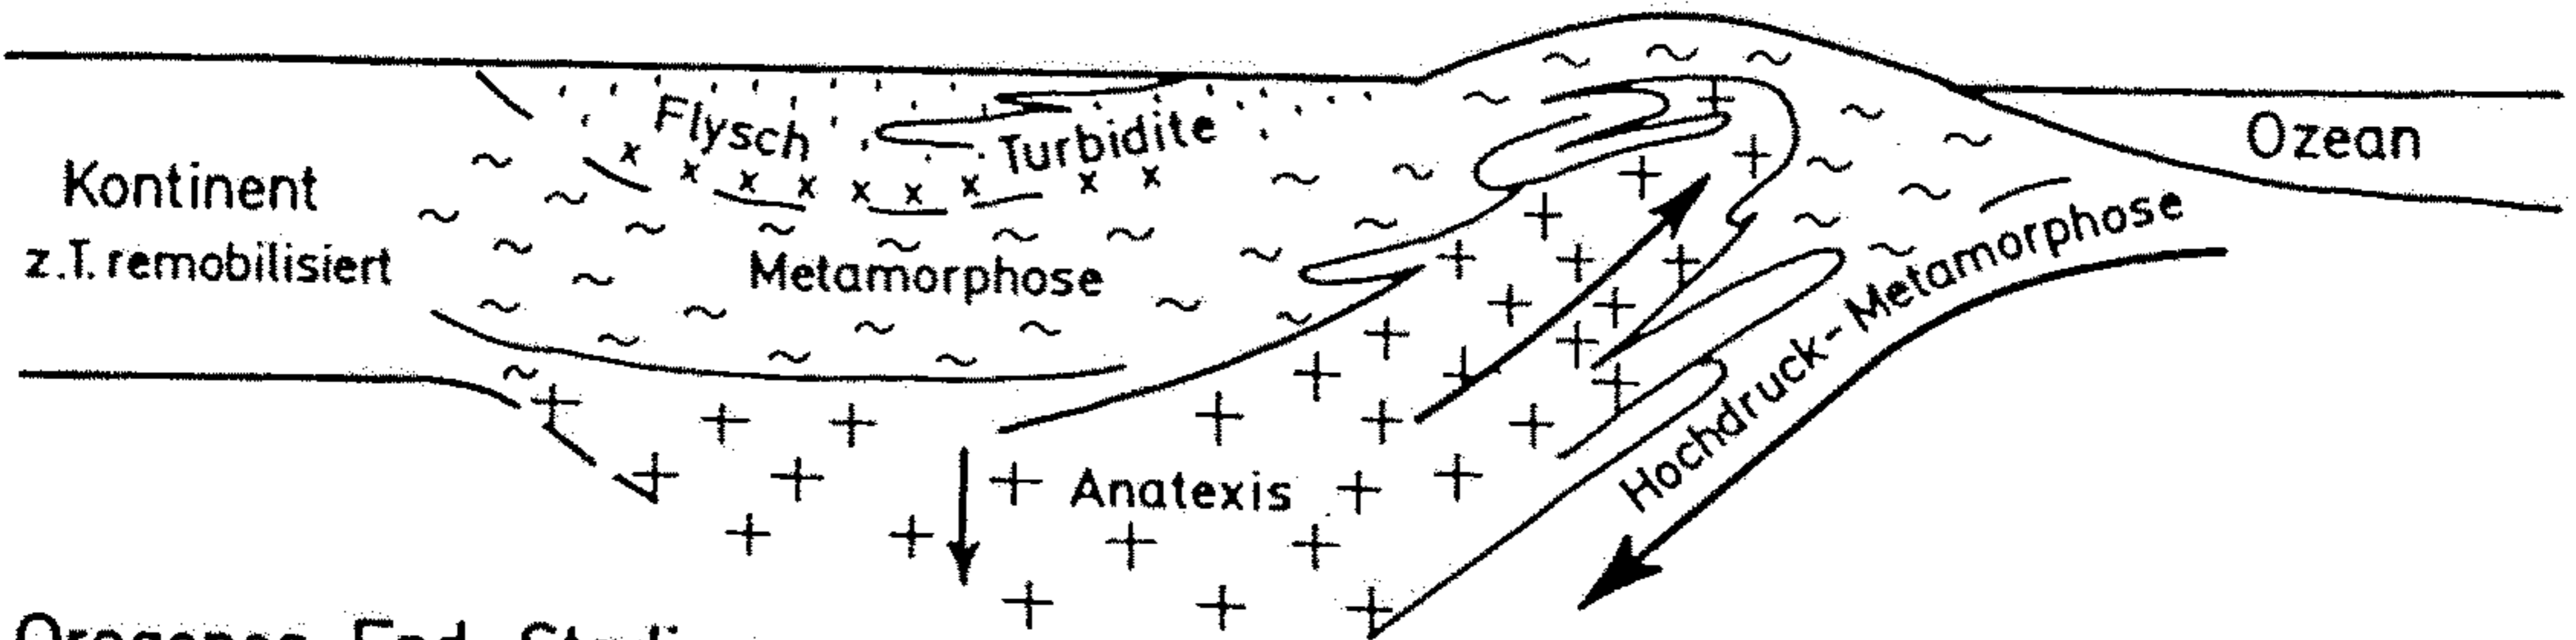 Flysch
Turbidite
Ozean
Kontinent
z.T. remobilisiert
Metamorphose
Hochdruck-Metamorphose
Anatexis